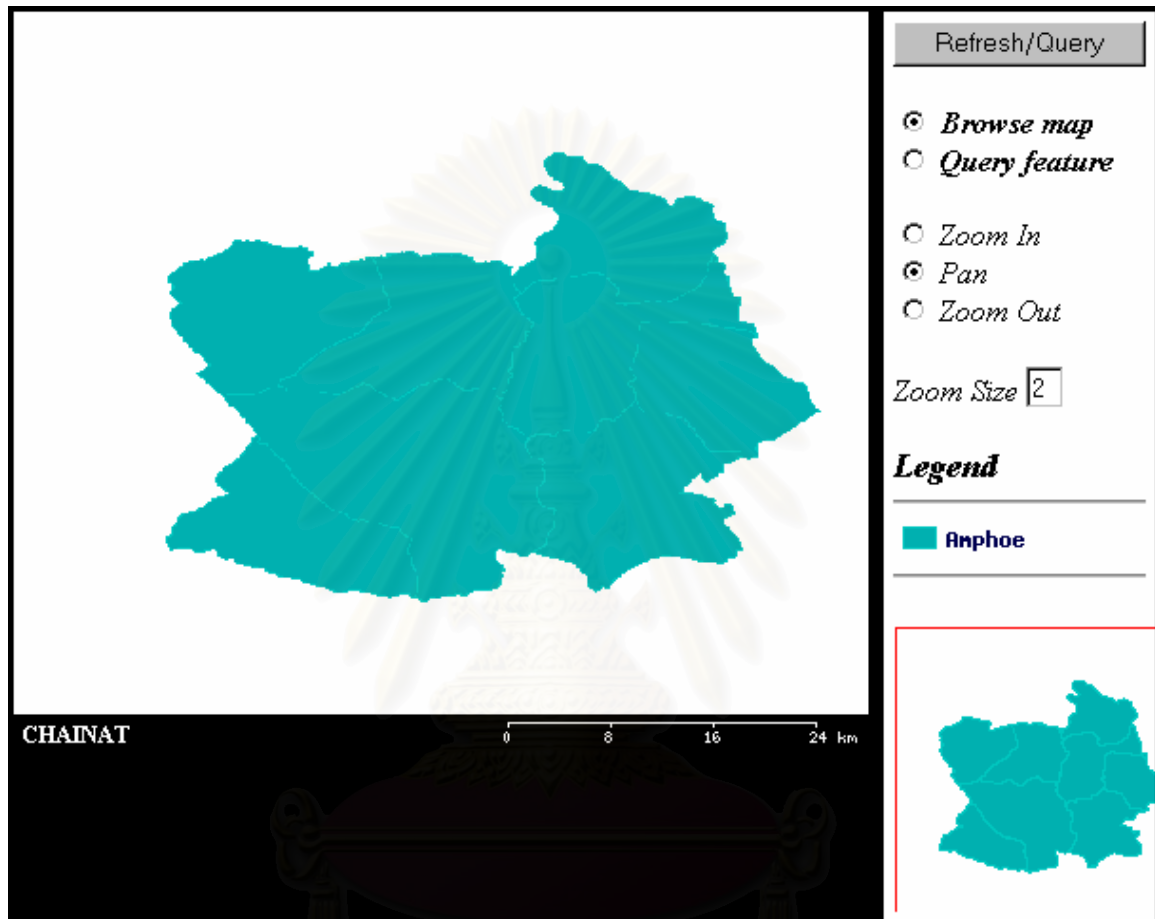 Refresh/Query
Browse map
Query feature
Zoom In
Pan
Zoom Out
Zoom Size 2
Legend
Amphoe
CHAINAT
0 8 16 24 km